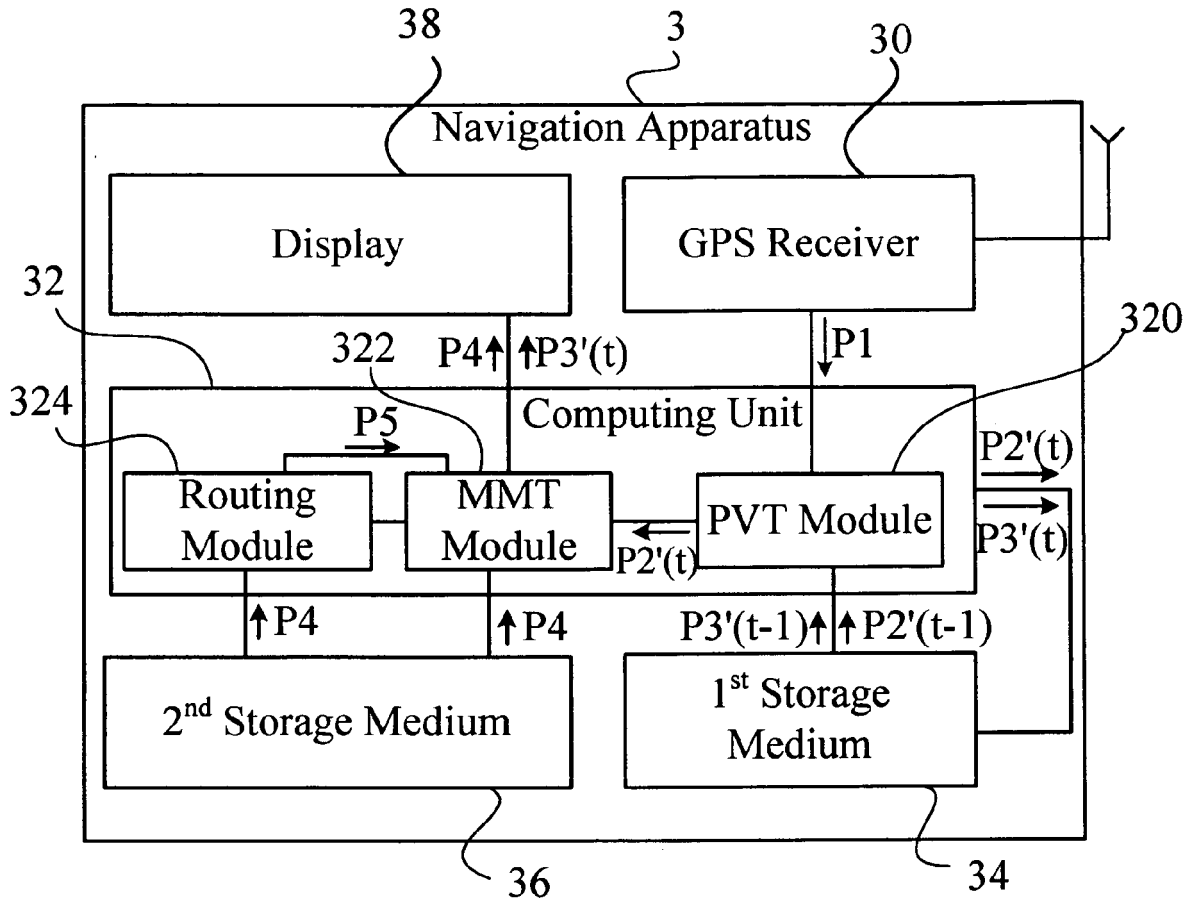 38
3
30
Navigation Apparatus
Display
GPS Receiver
32
322
P4
P3'(t)
P1
320
324
Computing Unit
P5
Routing
Module
MMT
Module
P2'(t)
PVT Module
P2'(t)
P3'(t)
P4
P4
P3'(t-1)
P2'(t-1)
2nd Storage Medium
1st Storage
Medium
36
34